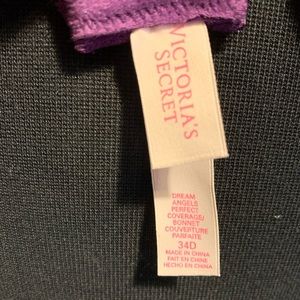 VICTORIA'S
SECRET
DREAM
ANGELS
PERFECT
COVERAGE/
BONNET
COUVERTURE
PARFAITE
34D
MADE IN CHINA
FAIT EN CHINE
HECHO EN CHINA